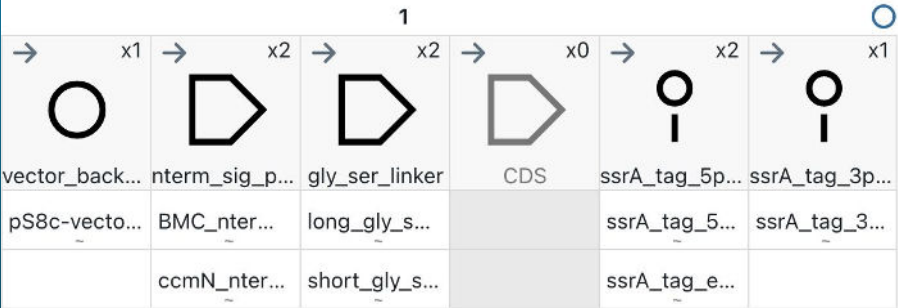 1
x1 x2 x2 x0 x2 x1
vector_back... nterm_sig_p... gly_ser_linker CDS ssrA_tag_5p... ssrA_tag_3p...
pS8c-vecto... BMC_nter... long_gly_s... ssrA_tag_5... ssrA_tag_3...
~ ~ ~ ~ ~
ccmN_nter... short_gly_s... ssrA_tag_e...
~ ~ ~